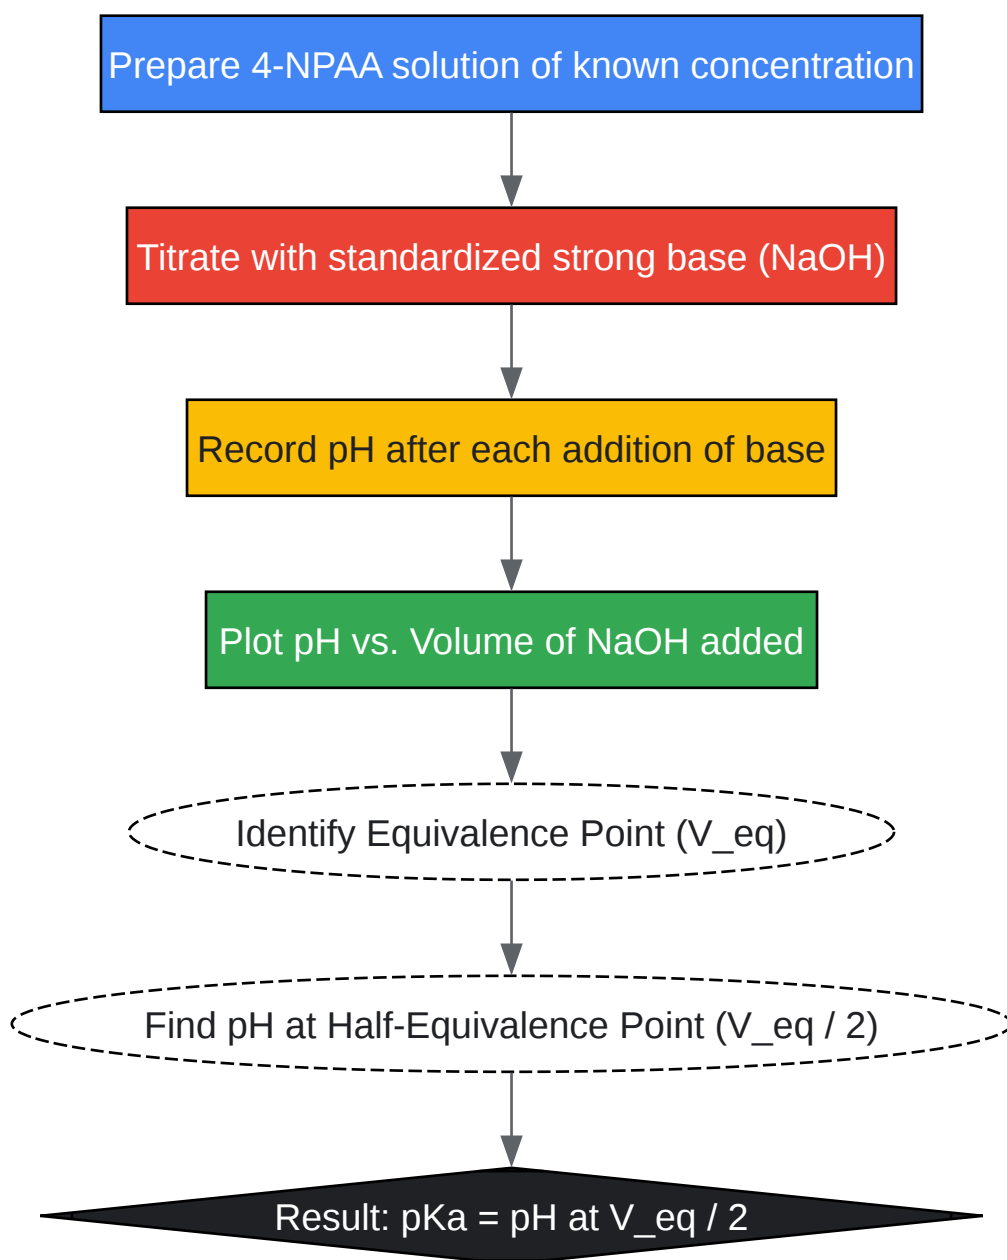 Prepare 4-NPAA solution of known concentration
Titrate with standardized strong base (NaOH)
Record pH after each addition of base
Plot pH vs. Volume of NaOH added
Identify Equivalence Point (V_eq)
Find pH at Half-Equivalence Point (V_eq / 2)
Result: pKa = pH at V_eq / 2